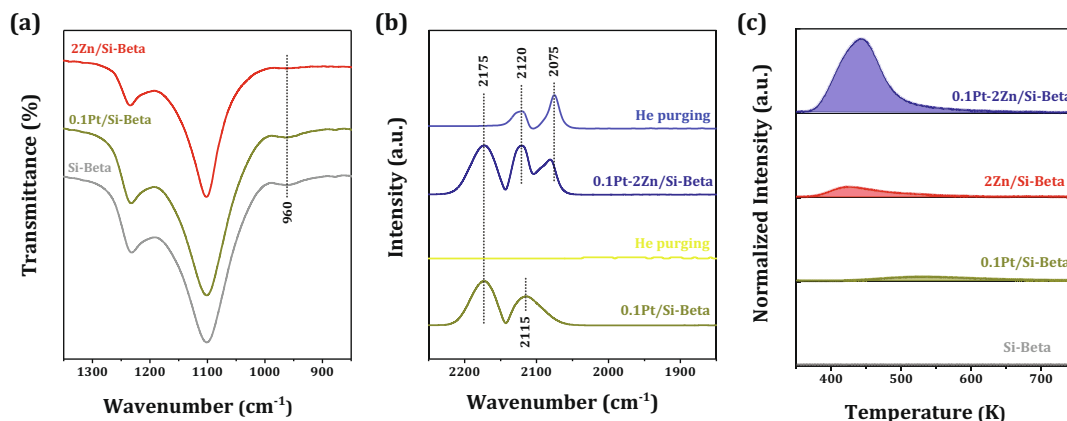 (a)
2Zn/Si-Beta
0.1Pt/Si-Beta
Si-Beta
960
Transmittance (%)
1300
1200
1100
1000
900
Wavenumber (cm⁻¹)
(b)
2175
2120
2075
He purging
0.1Pt-2Zn/Si-Beta
He purging
0.1Pt/Si-Beta
2115
Intensity (a.u.)
2200
2100
2000
1900
Wavenumber (cm⁻¹)
(c)
0.1Pt-2Zn/Si-Beta
2Zn/Si-Beta
0.1Pt/Si-Beta
Si-Beta
Normalized Intensity (a.u.)
400
500
600
700
Temperature (K)